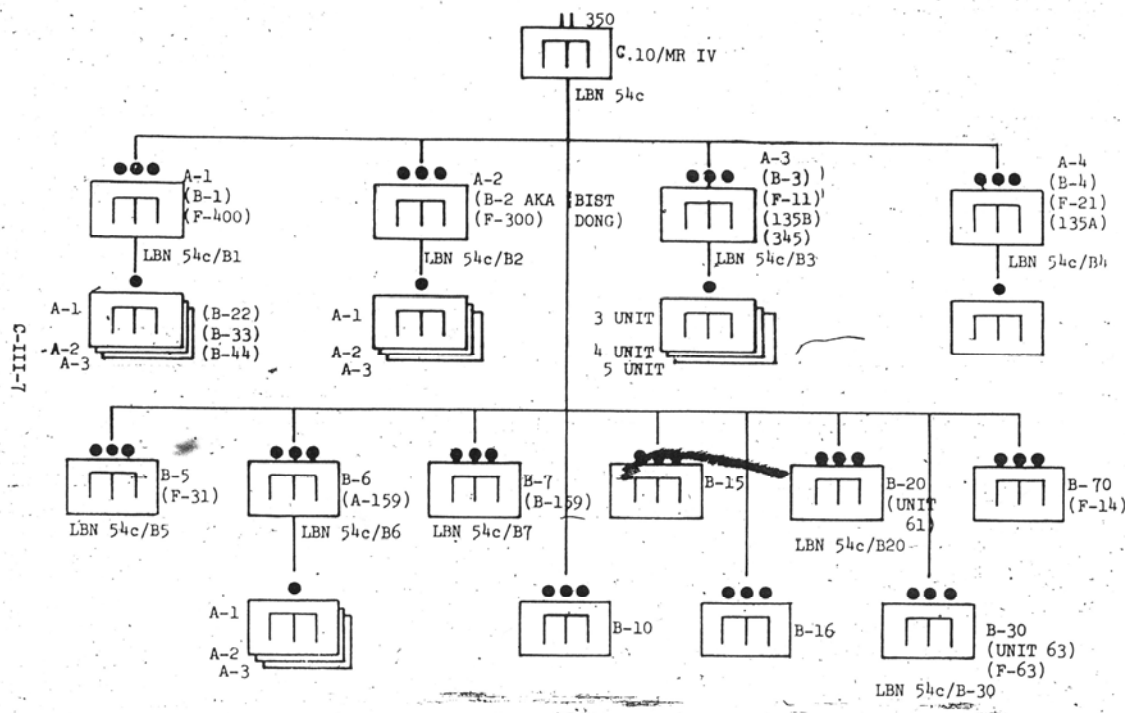 350
C.10/MR IV
LBN 54c
A-1
(B-1)
(F-400)
LBN 54c/B1
A-2
(B-2 AKA BIST
(F-300) DONG)
LBN 54c/B2
A-3
(B-3)
(F-11)
(135B)
(345)
LBN 54c/B3
A-4
(B-4)
(F-21)
(135A)
LBN 54c/B4
A-1
A-2
A-3
(B-22)
(B-33)
(B-44)
A-1
A-2
A-3
3 UNIT
4 UNIT
5 UNIT
C-III-7
B-5
(F-31)
LBN 54c/B5
B-6
(A-159)
LBN 54c/B6
B-7
(B-159)
LBN 54c/B7
B-15
B-20
(UNIT
61)
LBN 54c/B20
B-70
(F-14)
A-1
A-2
A-3
B-10
B-16
B-30
(UNIT 63)
(F-63)
LBN 54c/B-30